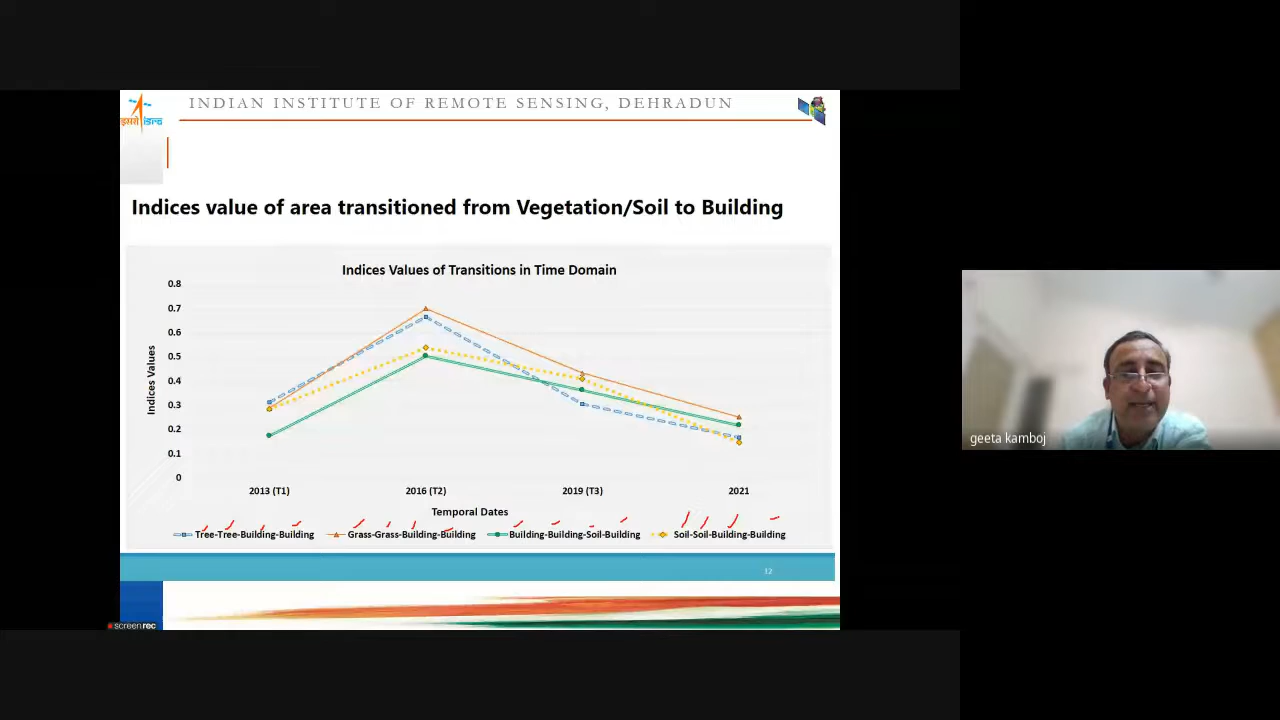 INDIAN INSTITUTE OF REMOTE SENSING, DEHRADUN
इसरो isro
Indices value of area transitioned from Vegetation/Soil to Building
Indices Values of Transitions in Time Domain
0.8
0.7
0.6
0.5
0.4
0.3
0.2
0.1
0
Indices Values
2013 (T1) 2016 (T2) 2019 (T3) 2021
Temporal Dates
Tree-Tree-Building-Building Grass-Grass-Building-Building Building-Building-Soil-Building Soil-Soil-Building-Building
12
screenrec
geeta kamboj